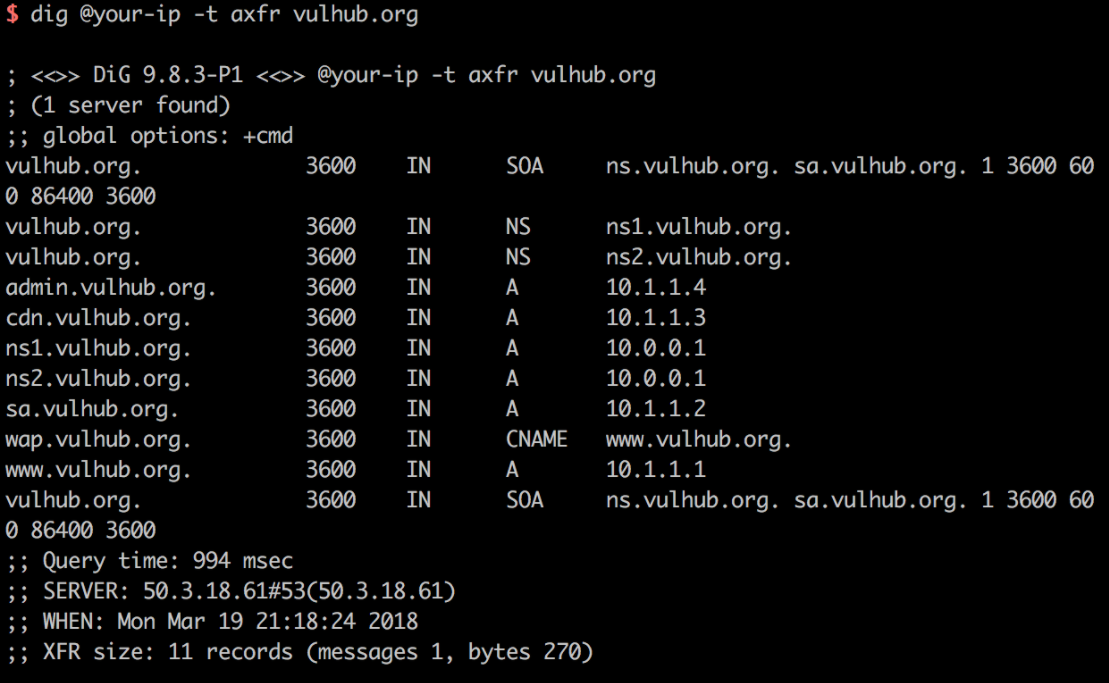 $ dig @your-ip -t axfr vulhub.org
; <<>> DiG 9.8.3-P1 <<>> @your-ip -t axfr vulhub.org
; (1 server found)
;; global options: +cmd
vulhub.org. 3600 IN SOA ns.vulhub.org. sa.vulhub.org. 1 3600 60
0 86400 3600
vulhub.org. 3600 IN NS ns1.vulhub.org.
vulhub.org. 3600 IN NS ns2.vulhub.org.
admin.vulhub.org. 3600 IN A 10.1.1.4
cdn.vulhub.org. 3600 IN A 10.1.1.3
ns1.vulhub.org. 3600 IN A 10.0.0.1
ns2.vulhub.org. 3600 IN A 10.0.0.1
sa.vulhub.org. 3600 IN A 10.1.1.2
wap.vulhub.org. 3600 IN CNAME www.vulhub.org.
www.vulhub.org. 3600 IN A 10.1.1.1
vulhub.org. 3600 IN SOA ns.vulhub.org. sa.vulhub.org. 1 3600 60
0 86400 3600
;; Query time: 994 msec
;; SERVER: 50.3.18.61#53(50.3.18.61)
;; WHEN: Mon Mar 19 21:18:24 2018
;; XFR size: 11 records (messages 1, bytes 270)